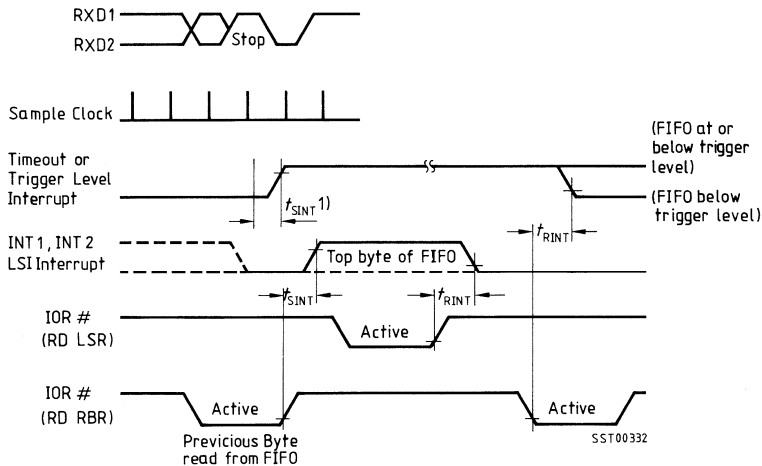 RXD1
RXD2
Stop
Sample Clock
Timeout or
Trigger Level
Interrupt
(FIFO at or
below trigger
level)
(FIFO below
trigger level)
tSINT 1)
tRINT
INT 1, INT 2
LSI Interrupt
Top byte of FIFO
tSINT
tRINT
IOR #
(RD LSR)
Active
IOR #
(RD RBR)
Active
Active
Previcious Byte
read from FIFO
SST00332